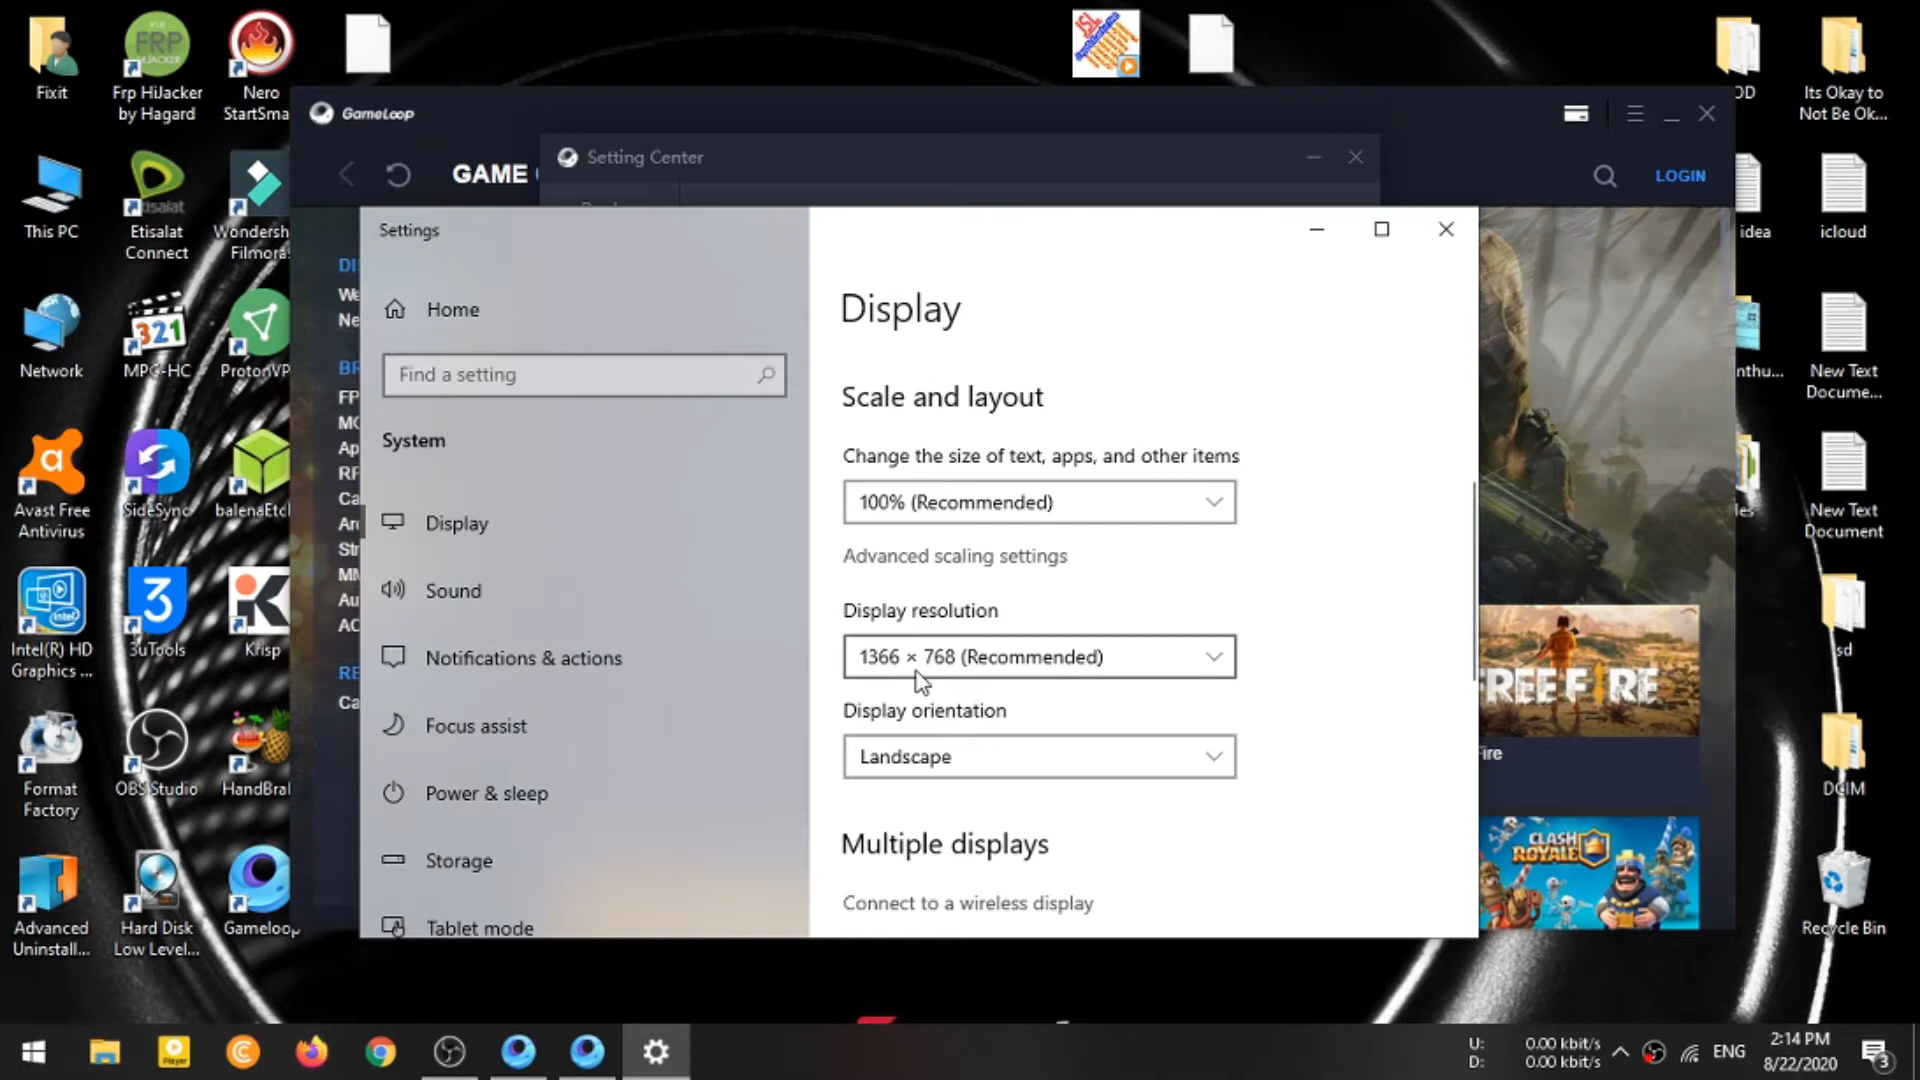 Fixit
Frp HiJacker
by Hagard
Nero
StartSma
Its Okay to
Not Be Ok...
GameLoop
Setting Center
GAME
LOGIN
This PC
Etisalat
Connect
Wondersh
Filmora
idea
icloud
Settings
Home
Find a setting
System
Display
Sound
Notifications & actions
Focus assist
Power & sleep
Storage
Tablet mode
Display
Scale and layout
Change the size of text, apps, and other items
100% (Recommended)
Advanced scaling settings
Display resolution
1366 × 768 (Recommended)
Display orientation
Landscape
Multiple displays
Connect to a wireless display
Network
321
MPC-HC
ProtonVP
New Text
Docume...
Avast Free
Antivirus
SideSync
balenaEtc
New Text
Document
Intel(R) HD
Graphics ...
3
3uTools
Krisp
sd
FREE FIRE
Fire
Format
Factory
OBS Studio
HandBra
DCIM
CLASH
ROYALE
Advanced
Uninstall...
Hard Disk
Low Level...
Gameloop
Recycle Bin
Player
U: 0.00 kbit/s
D: 0.00 kbit/s
ENG
2:14 PM
8/22/2020
3